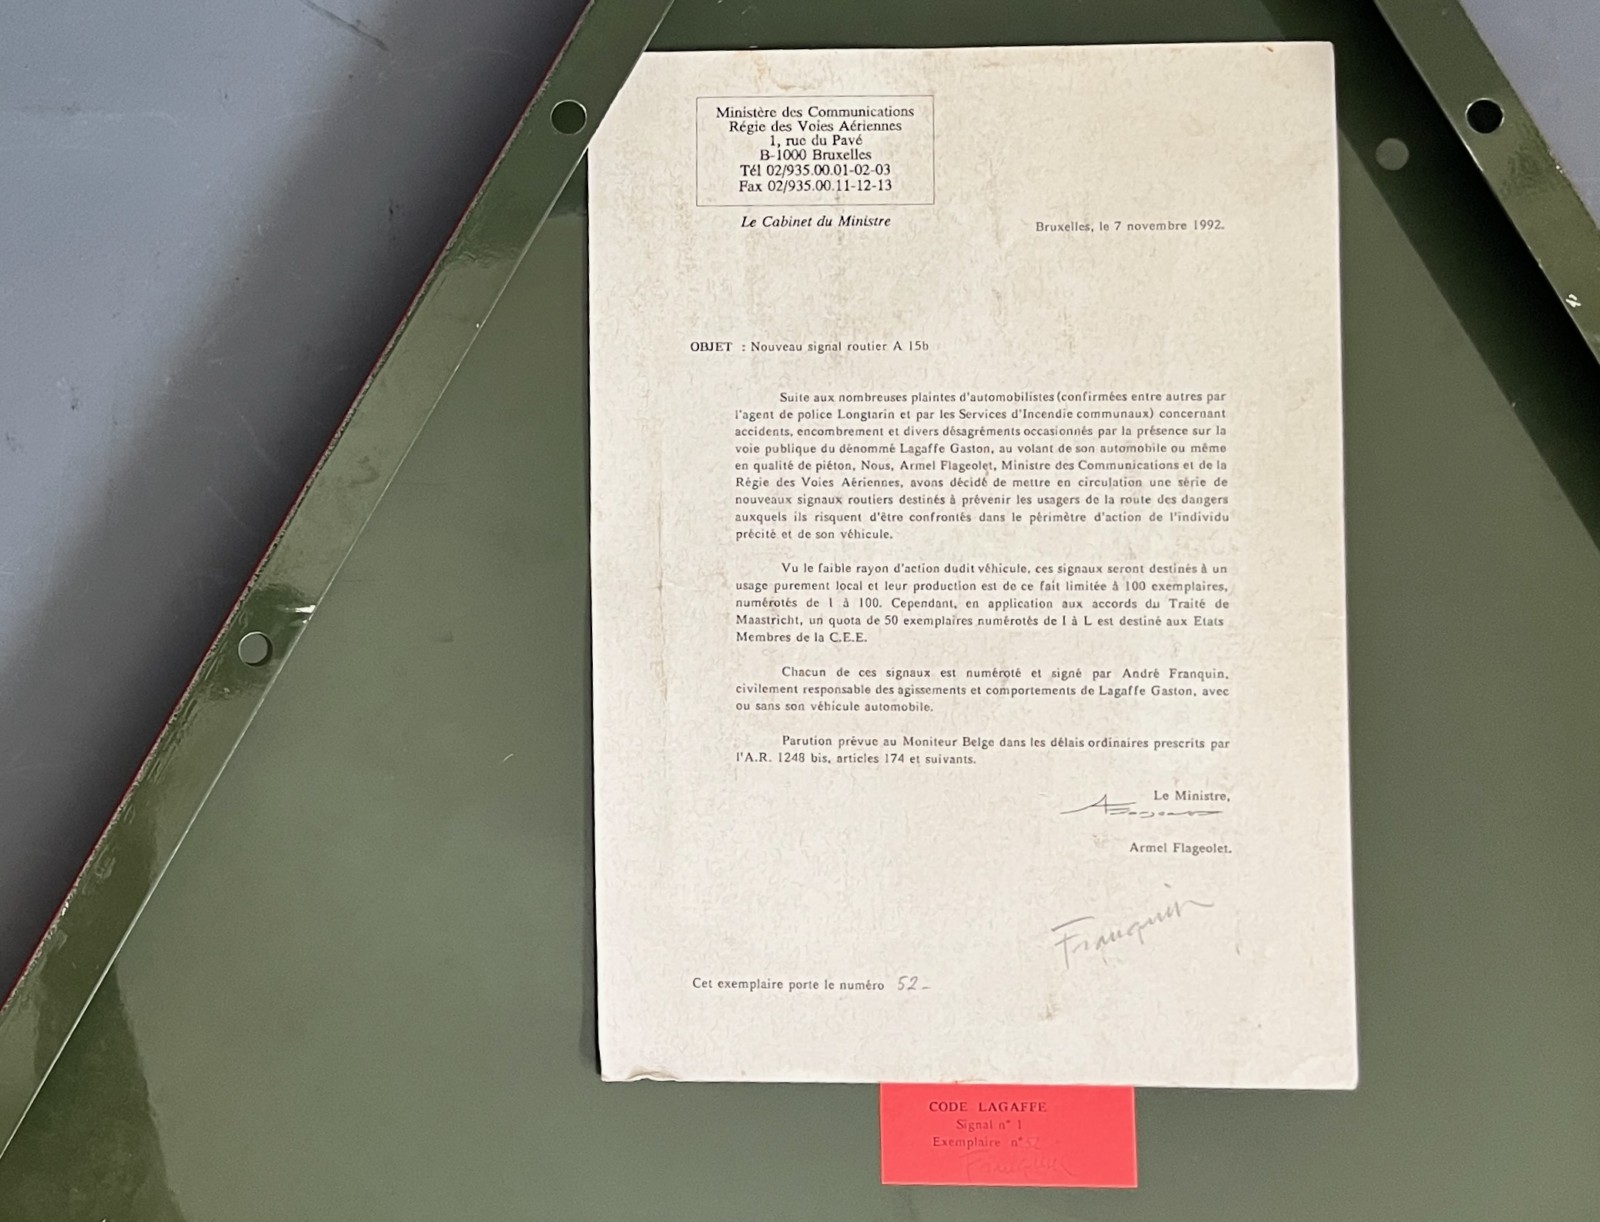 Ministère des Communications
Régie des Voies Aériennes
1, rue du Pavé
B-1000 Bruxelles
Tél 02/935.00.01-02-03
Fax 02/935.00.11-12-13
Le Cabinet du Ministre
Bruxelles, le 7 novembre 1992.
OBJET : Nouveau signal routier A 15b
Suite aux nombreuses plaintes d'automobilistes (confirmées entre autres par
l'agent de police Longtarin et par les Services d'Incendie communaux) concernant
accidents, encombrement et divers désagréments occasionnés par la présence sur la
voie publique du dénommé Lagaffe Gaston, au volant de son automobile ou même
en qualité de piéton, Nous, Armel Flageolet, Ministre des Communications et de la
Régie des Voies Aériennes, avons décidé de mettre en circulation une série de
nouveaux signaux routiers destinés à prévenir les usagers de la route des dangers
auxquels ils risquent d'être confrontés dans le périmètre d'action de l'individu
précité et de son véhicule.
Vu le faible rayon d'action dudit véhicule, ces signaux seront destinés à un
usage purement local et leur production est de ce fait limitée à 100 exemplaires,
numérotés de 1 à 100. Cependant, en application aux accords du Traité de
Maastricht, un quota de 50 exemplaires numérotés de I à L est destiné aux Etats
Membres de la C.E.E.
Chacun de ces signaux est numéroté et signé par André Franquin,
civilement responsable des agissements et comportements de Lagaffe Gaston, avec
ou sans son véhicule automobile.
Parution prévue au Moniteur Belge dans les délais ordinaires prescrits par
l'A.R. 1248 bis, articles 174 et suivants.
Le Ministre,
Armel Flageolet.
Franquin
Cet exemplaire porte le numéro 52-
CODE LAGAFFE
Signal n° 1
Exemplaire n° 52
Franquin